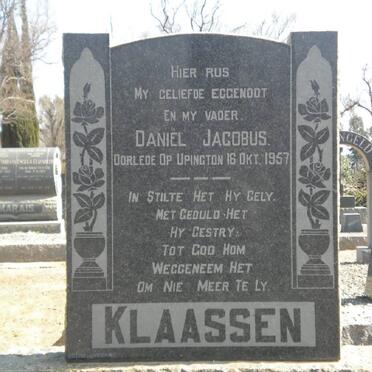 HIER RUS
MY GELIEFDE EGGENOOT
EN MY VADER.
DANIEL JACOBUS.
OORLEDE OP UPINGTON 16 OKT. 1957
IN STILTE HET HY GELY.
MET GEDULD HET
HY GESTRY:
TOT GOD HOM
WEGGENEEM HET
OM NIE MEER TE LY.
KLAASSEN
MARAIS